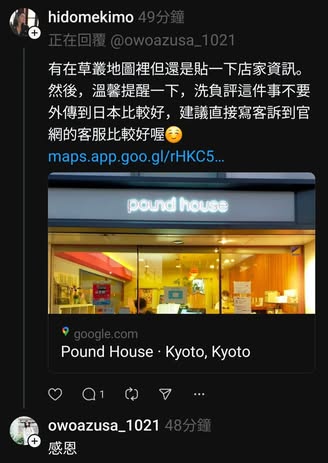 hidomekimo 49分鐘
正在回覆 @owoazusa_1021
有在草叢地圖裡但還是貼一下店家資訊。
然後，溫馨提醒一下，洗負評這件事不要
外傳到日本比較好，建議直接寫客訴到官
網的客服比較好喔☺️
maps.app.goo.gl/rHKC5…
pound house
google.com
Pound House · Kyoto, Kyoto
1
owoazusa_1021 48分鐘
感恩